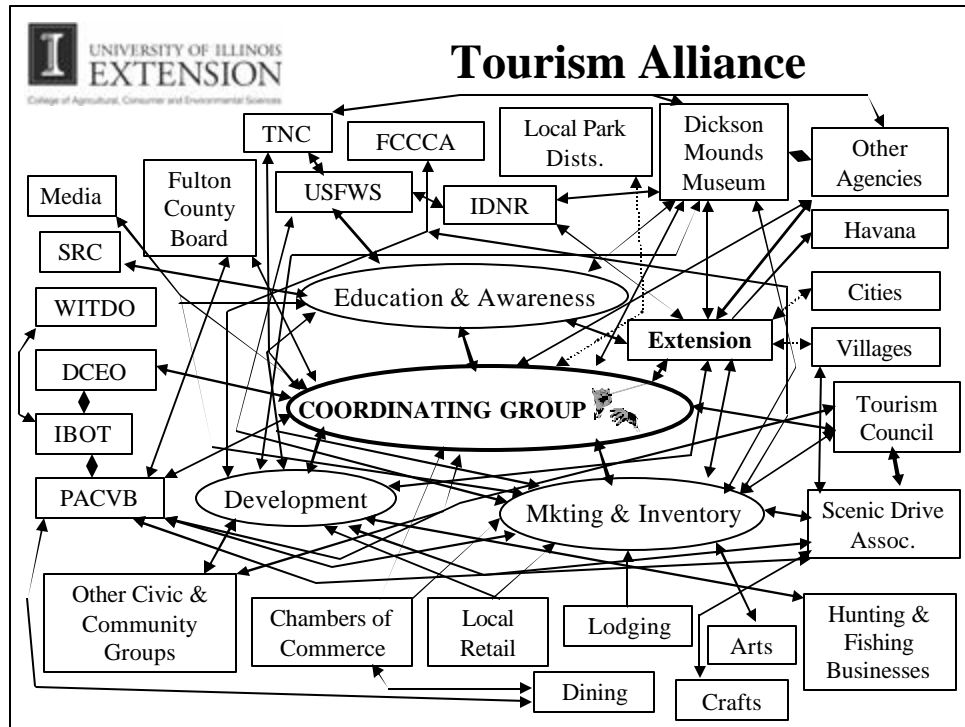 I
UNIVERSITY OF ILLINOIS
EXTENSION
College of Agricultural, Consumer and Environmental Sciences
Tourism Alliance
TNC
FCCCA
Local Park
Dists.
Dickson
Mounds
Museum
Other
Agencies
Media
Fulton
County
Board
USFWS
IDNR
Havana
SRC
Education & Awareness
Cities
WITDO
Extension
Villages
DCEO
COORDINATING GROUP
Tourism
Council
IBOT
PACVB
Development
Mkting & Inventory
Scenic Drive
Assoc.
Other Civic &
Community
Groups
Chambers of
Commerce
Local
Retail
Lodging
Arts
Hunting &
Fishing
Businesses
Dining
Crafts